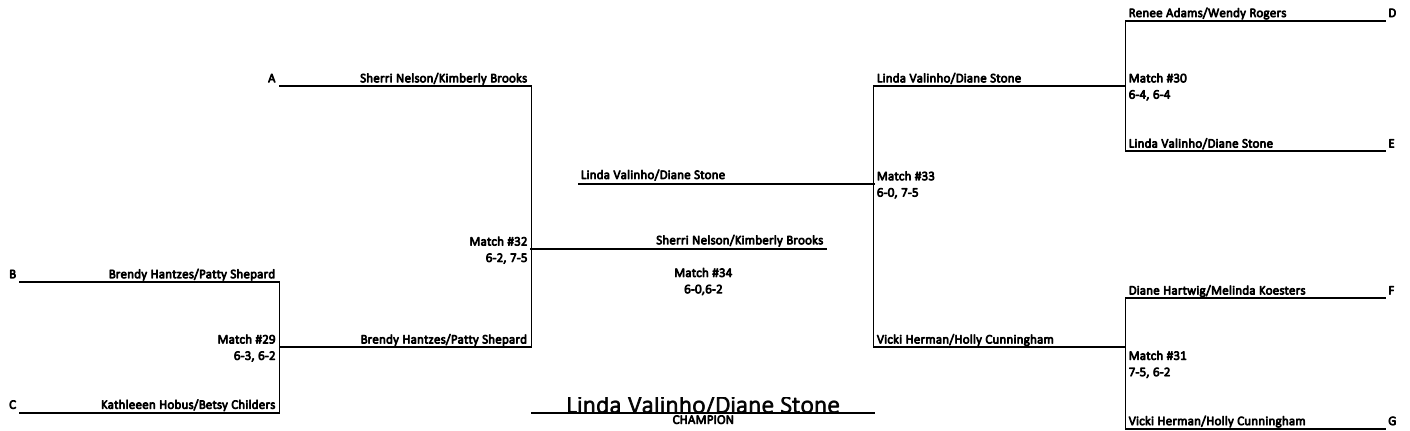 Renee Adams/Wendy Rogers D
A Sherri Nelson/Kimberly Brooks Linda Valinho/Diane Stone Match #30
6-4, 6-4
Linda Valinho/Diane Stone E
Linda Valinho/Diane Stone Match #33
6-0, 7-5
Match #32 Sherri Nelson/Kimberly Brooks
6-2, 7-5
B Brendy Hantzes/Patty Shepard Match #34
6-0,6-2 Diane Hartwig/Melinda Koesters F
Match #29 Brendy Hantzes/Patty Shepard Vicki Herman/Holly Cunningham
6-3, 6-2 Match #31
7-5, 6-2
C Kathleeen Hobus/Betsy Childers Linda Valinho/Diane Stone
CHAMPION Vicki Herman/Holly Cunningham G